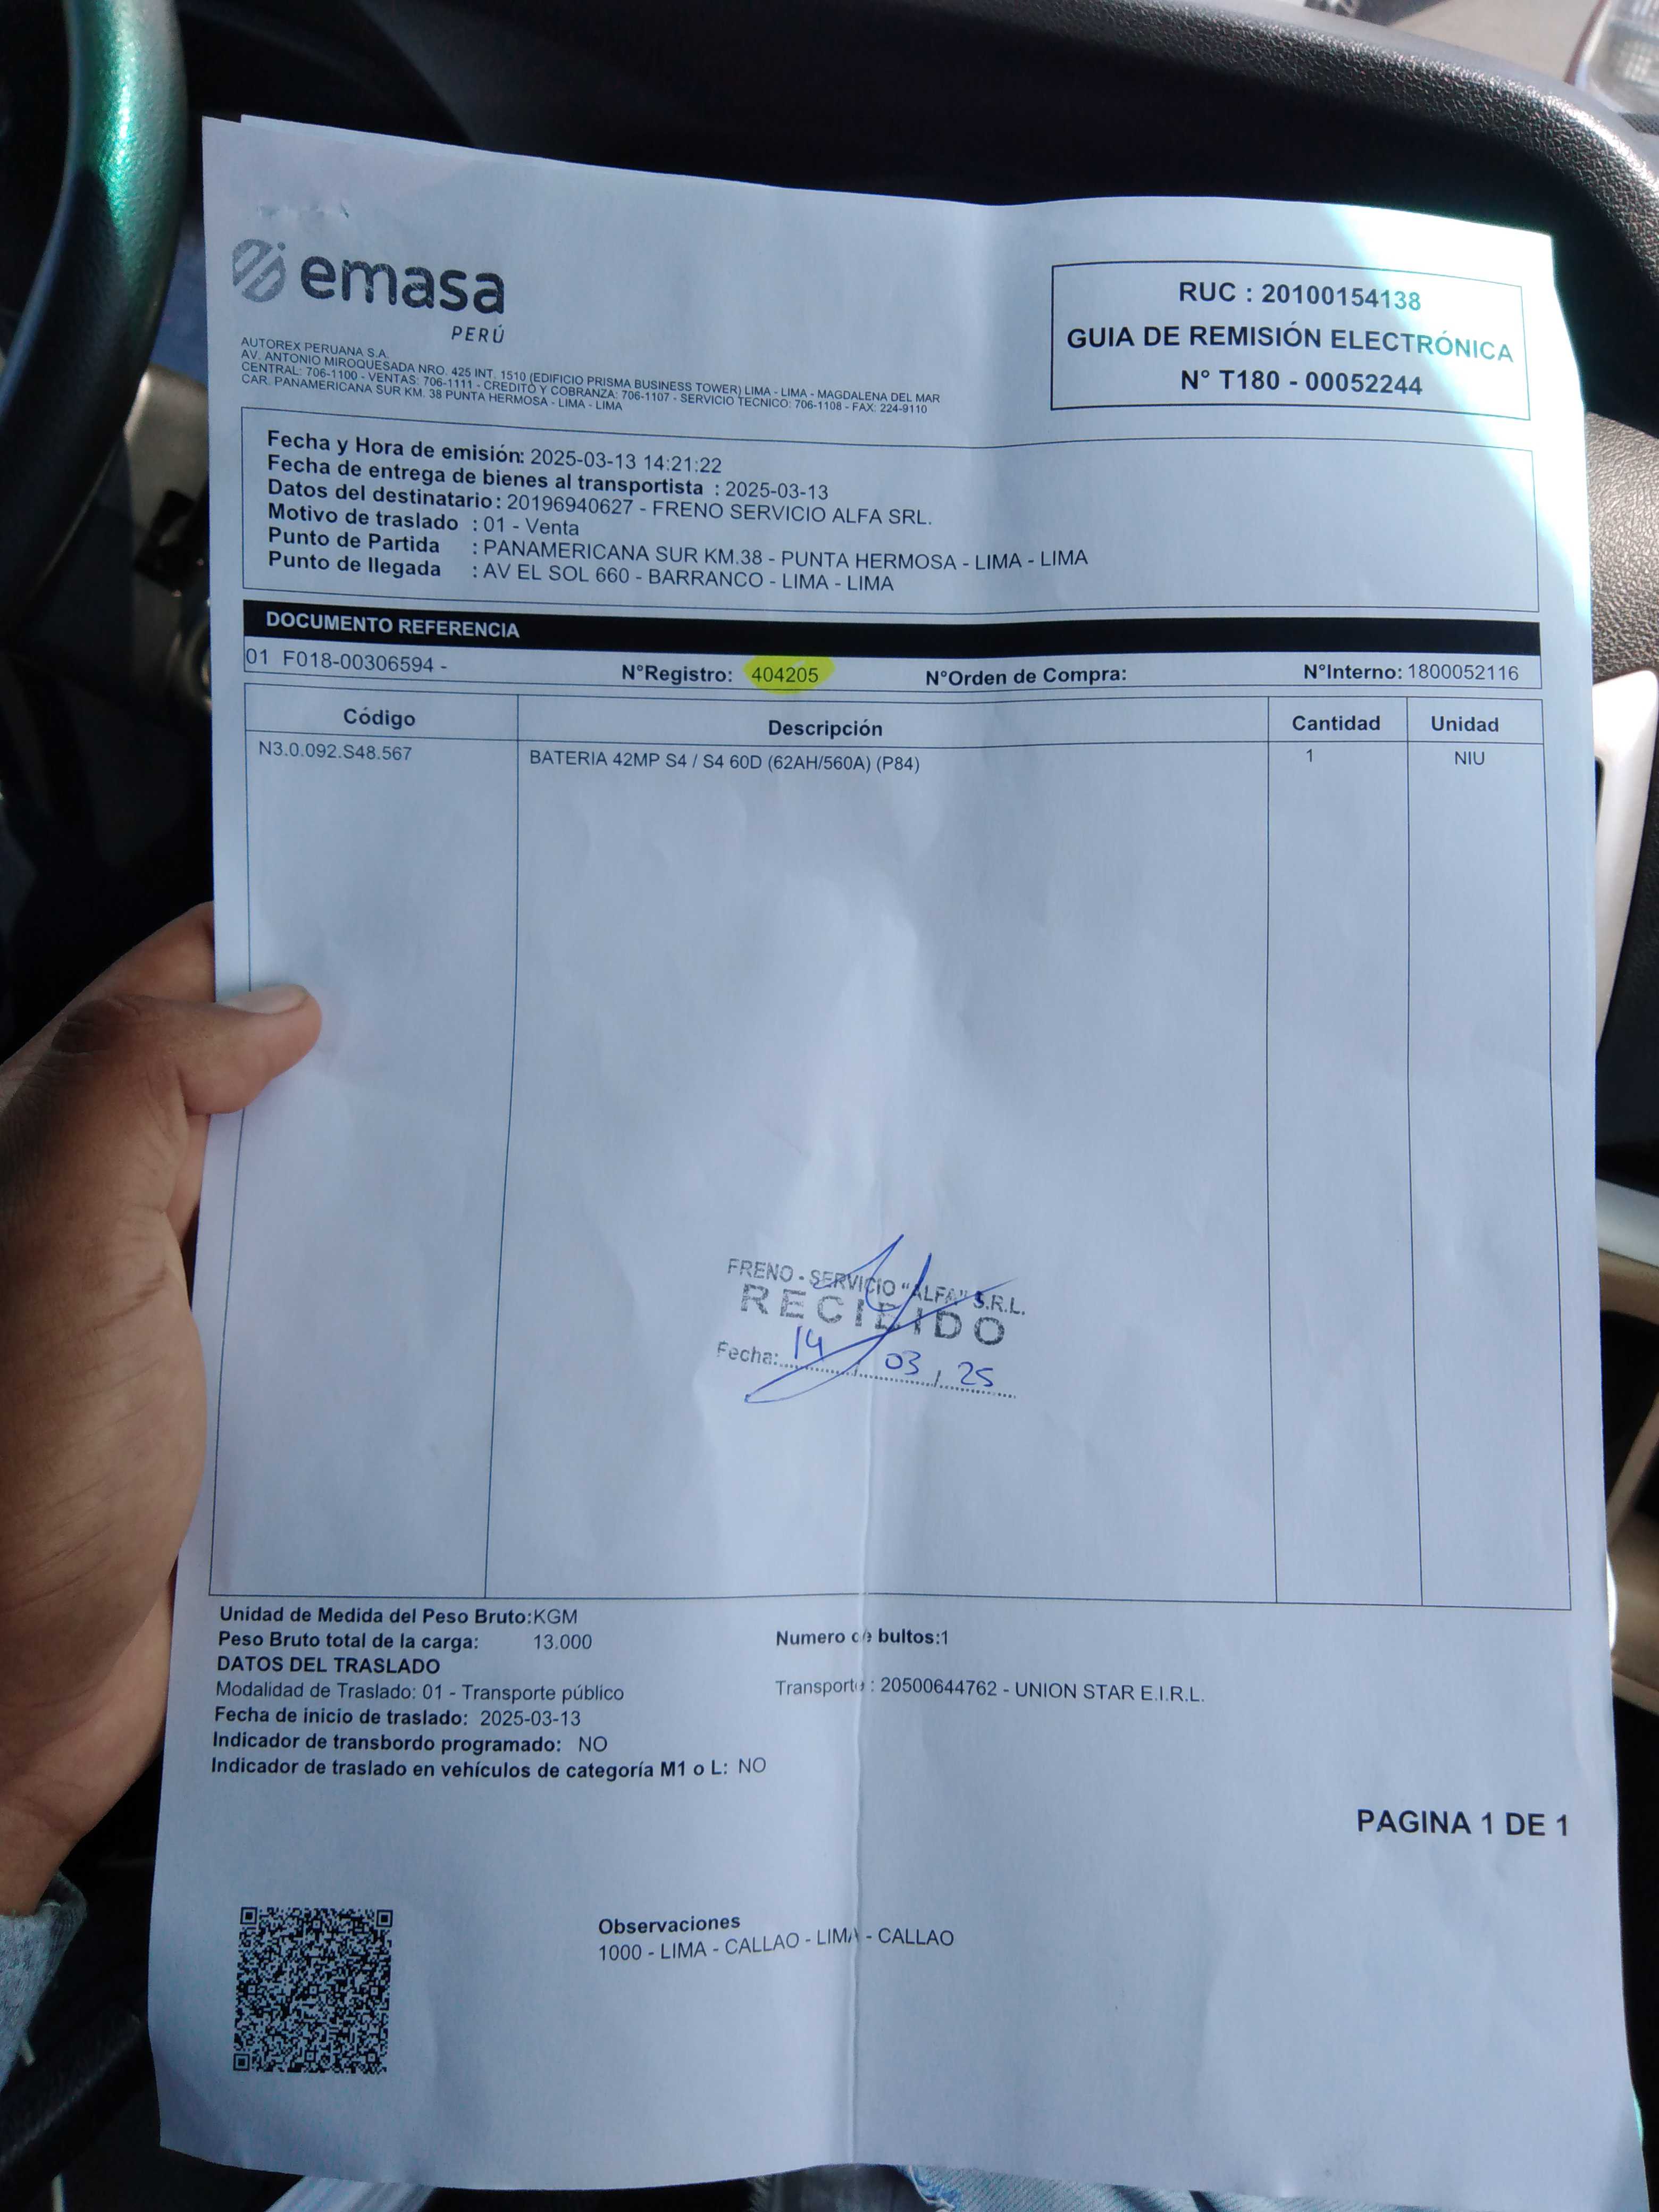 emasa
PERÚ
AUTOREX PERUANA S.A.
AV. ANTONIO MIROQUESADA NRO. 425 INT. 1510 (EDIFICIO PRISMA BUSINESS TOWER) LIMA - LIMA - MAGDALENA DEL MAR
CENTRAL: 706-1100 - VENTAS: 706-1111 - CREDITO Y COBRANZA: 706-1107 - SERVICIO TECNICO: 706-1108 - FAX: 224-9110
CAR. PANAMERICANA SUR KM. 38 PUNTA HERMOSA - LIMA - LIMA
RUC : 20100154138
GUIA DE REMISIÓN ELECTRÓNICA
N° T180 - 00052244
Fecha y Hora de emisión: 2025-03-13 14:21:22
Fecha de entrega de bienes al transportista : 2025-03-13
Datos del destinatario: 20196940627 - FRENO SERVICIO ALFA SRL.
Motivo de traslado : 01 - Venta
Punto de Partida : PANAMERICANA SUR KM.38 - PUNTA HERMOSA - LIMA - LIMA
Punto de llegada : AV EL SOL 660 - BARRANCO - LIMA - LIMA
DOCUMENTO REFERENCIA
01 F018-00306594 - N°Registro: 404205 N°Orden de Compra: N°Interno: 1800052116
Código Descripción Cantidad Unidad
N3.0.092.S48.567 BATERIA 42MP S4 / S4 60D (62AH/560A) (P84) 1 NIU
FRENO - SERVICIO "ALFA" S.R.L.
RECIBIDO
Fecha: 14 / 03 / 25
Unidad de Medida del Peso Bruto:KGM
Peso Bruto total de la carga: 13.000 Numero de bultos:1
DATOS DEL TRASLADO
Modalidad de Traslado: 01 - Transporte público Transporte : 20500644762 - UNION STAR E.I.R.L.
Fecha de inicio de traslado: 2025-03-13
Indicador de transbordo programado: NO
Indicador de traslado en vehículos de categoría M1 o L: NO
PAGINA 1 DE 1
Observaciones
1000 - LIMA - CALLAO - LIMA - CALLAO